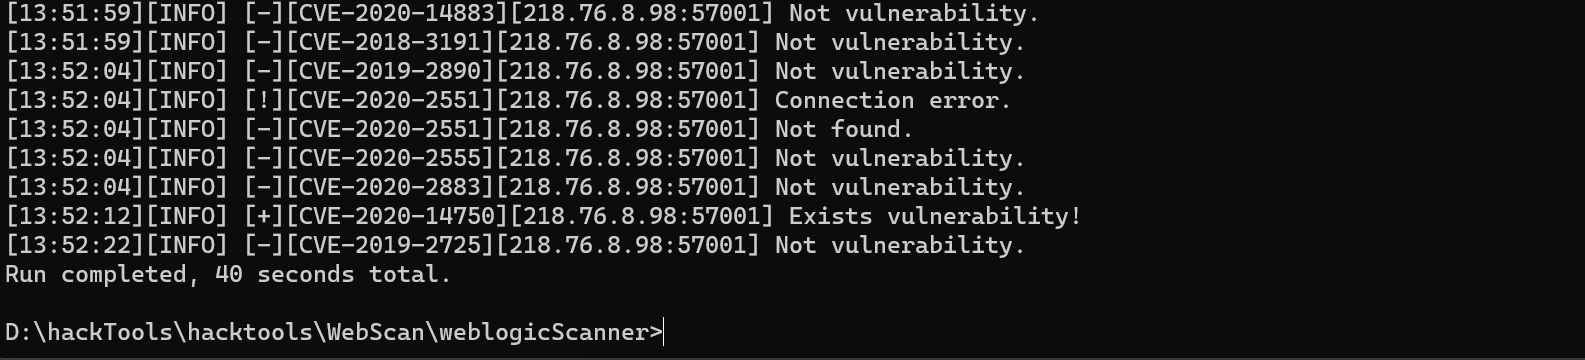 [13:51:59][INFO] [-][CVE-2020-14883][218.76.8.98:57001] Not vulnerability.
[13:51:59][INFO] [-][CVE-2018-3191][218.76.8.98:57001] Not vulnerability.
[13:52:04][INFO] [-][CVE-2019-2890][218.76.8.98:57001] Not vulnerability.
[13:52:04][INFO] [!][CVE-2020-2551][218.76.8.98:57001] Connection error.
[13:52:04][INFO] [-][CVE-2020-2551][218.76.8.98:57001] Not found.
[13:52:04][INFO] [-][CVE-2020-2555][218.76.8.98:57001] Not vulnerability.
[13:52:04][INFO] [-][CVE-2020-2883][218.76.8.98:57001] Not vulnerability.
[13:52:12][INFO] [+][CVE-2020-14750][218.76.8.98:57001] Exists vulnerability!
[13:52:22][INFO] [-][CVE-2019-2725][218.76.8.98:57001] Not vulnerability.
Run completed, 40 seconds total.
D:\hackTools\hacktools\WebScan\weblogicScanner>